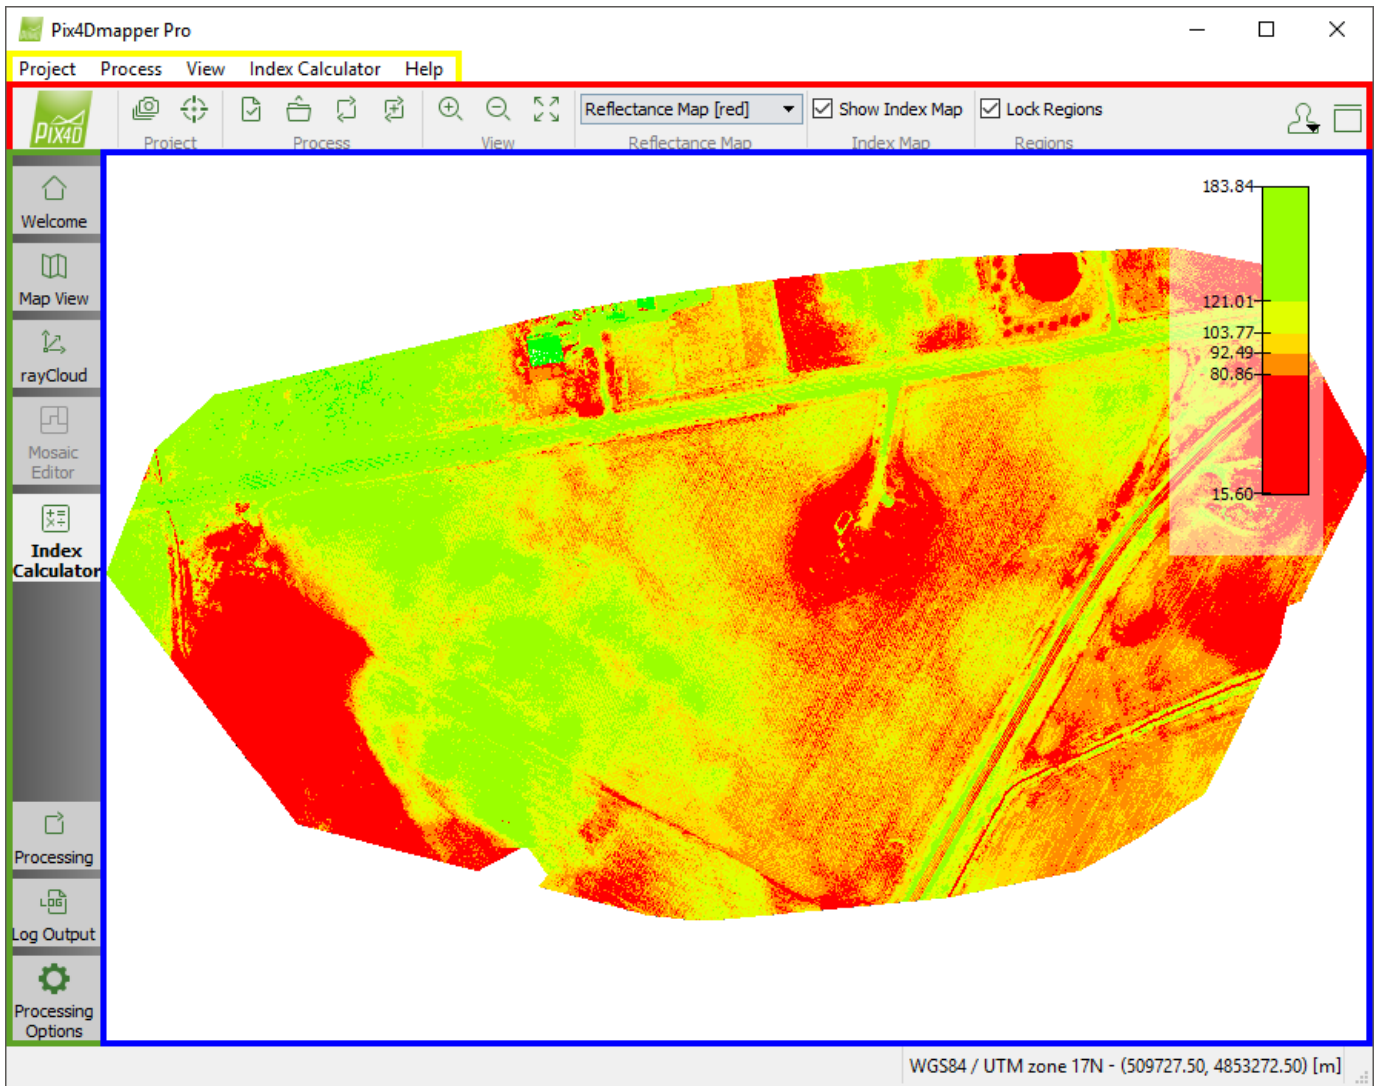 Pix4Dmapper Pro
Project Process View Index Calculator Help
PIX4D
Reflectance Map [red] Show Index Map Lock Regions
Project Process View Reflectance Map Index Map Regions
Welcome
Map View
rayCloud
Mosaic
Editor
Index
Calculator
Processing
LOG
Log Output
Processing
Options
183.84
121.01
103.77
92.49
80.86
15.60
WGS84 / UTM zone 17N - (509727.50, 4853272.50) [m]